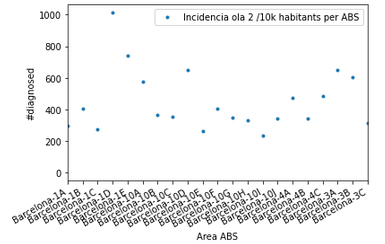 1000
800
600
400
200
0
#diagnosed
Incidencia ola 2 /10k habitants per ABS
Barcelona-1A
Barcelona-1B
Barcelona-1C
Barcelona-1D
Barcelona-1E
Barcelona-10A
Barcelona-10B
Barcelona-10C
Barcelona-10D
Barcelona-10E
Barcelona-10F
Barcelona-10G
Barcelona-10H
Barcelona-10I
Barcelona-10J
Barcelona-4A
Barcelona-4B
Barcelona-4C
Barcelona-3A
Barcelona-3B
Barcelona-3C
Area ABS